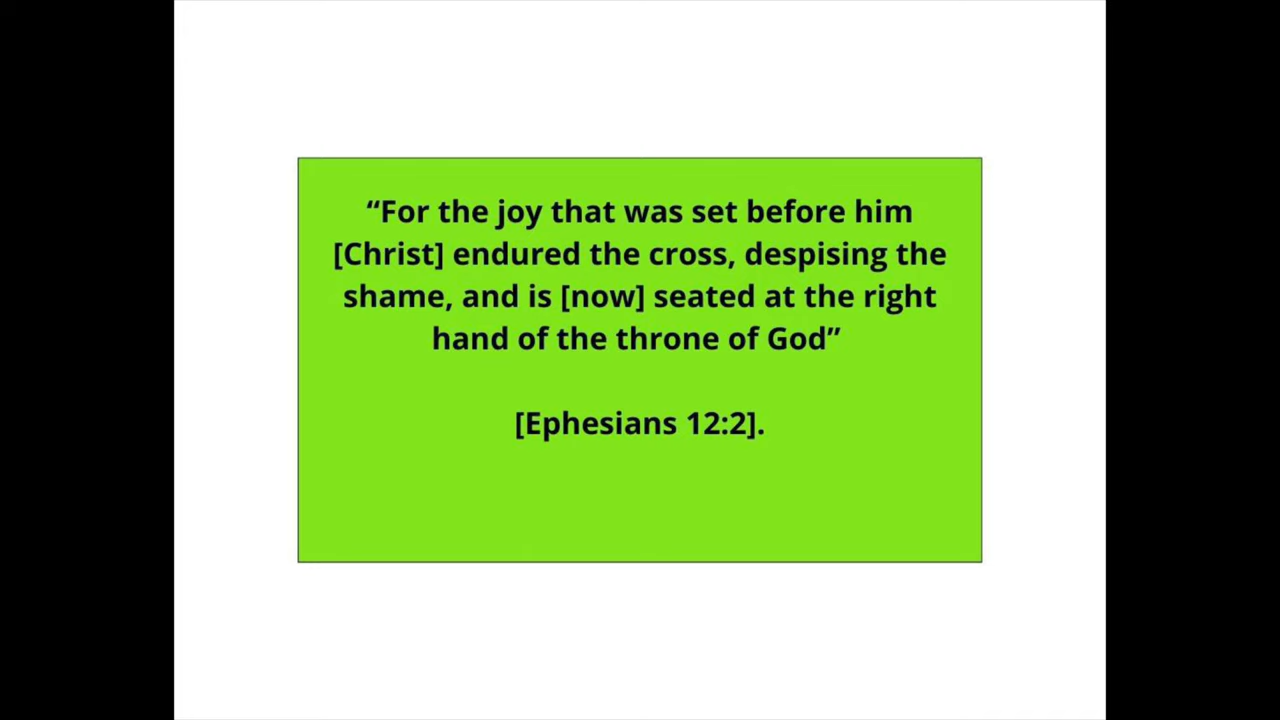 “For the joy that was set before him
[Christ] endured the cross, despising the
shame, and is [now] seated at the right
hand of the throne of God”
[Ephesians 12:2].